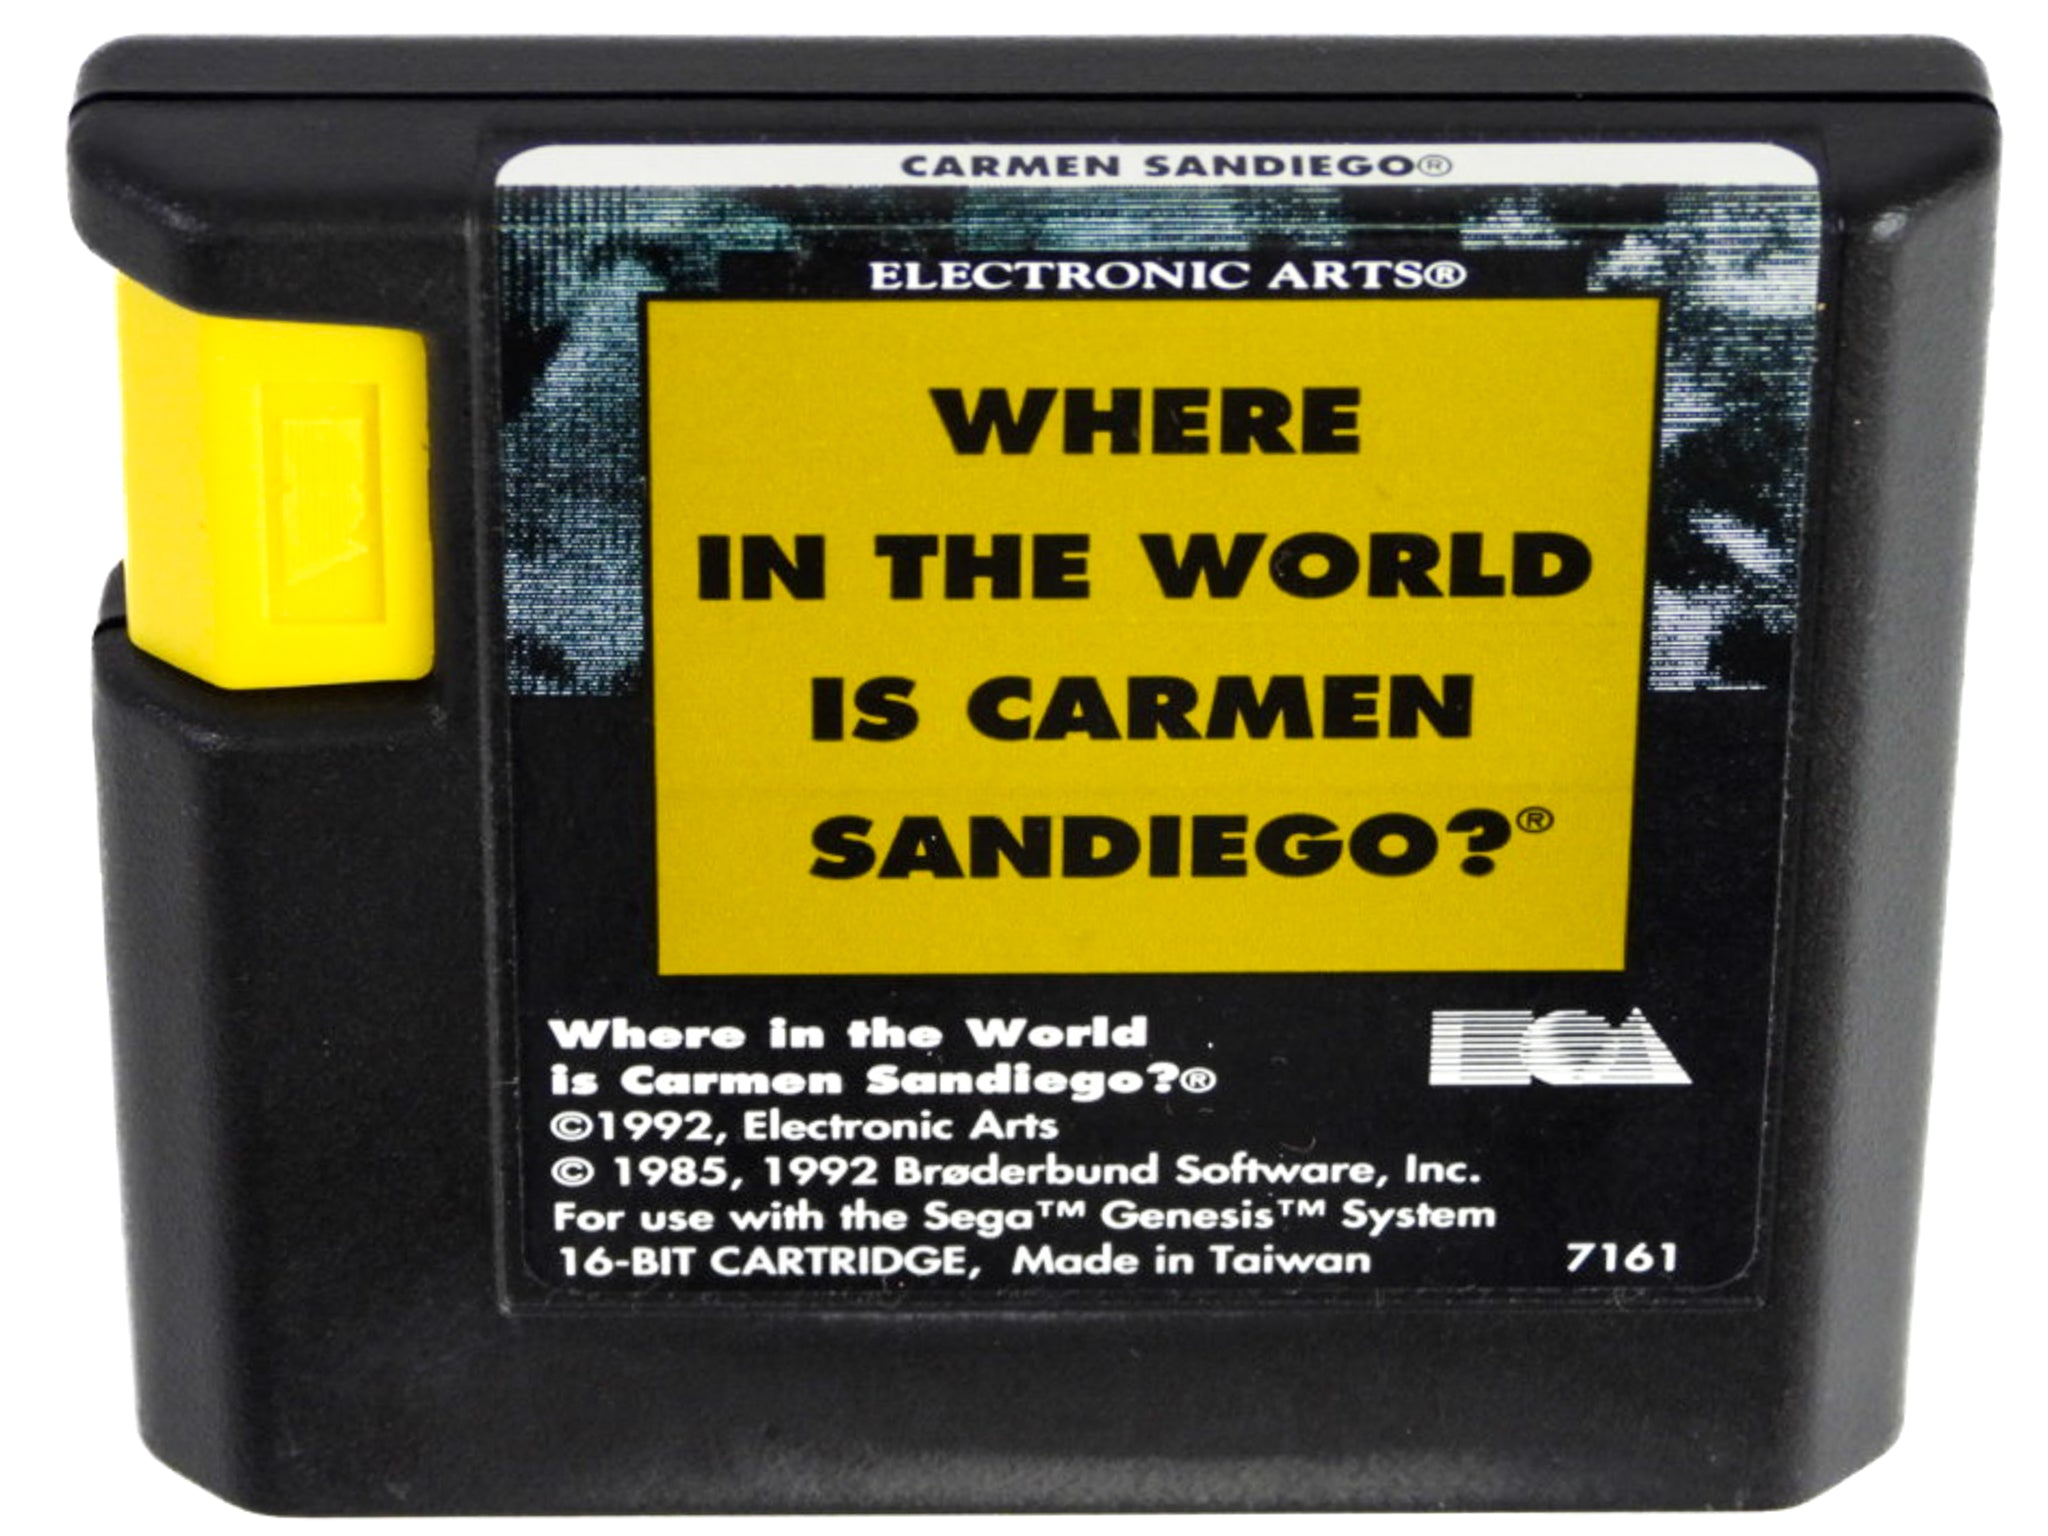 CARMEN SANDIEGO®
ELECTRONIC ARTS®
WHERE
IN THE WORLD
IS CARMEN
SANDIEGO?®
Where in the World
is Carmen Sandiego?®
EOA
©1992, Electronic Arts
© 1985, 1992 Brøderbund Software, Inc.
For use with the Sega™ Genesis™ System
16-BIT CARTRIDGE, Made in Taiwan
7161